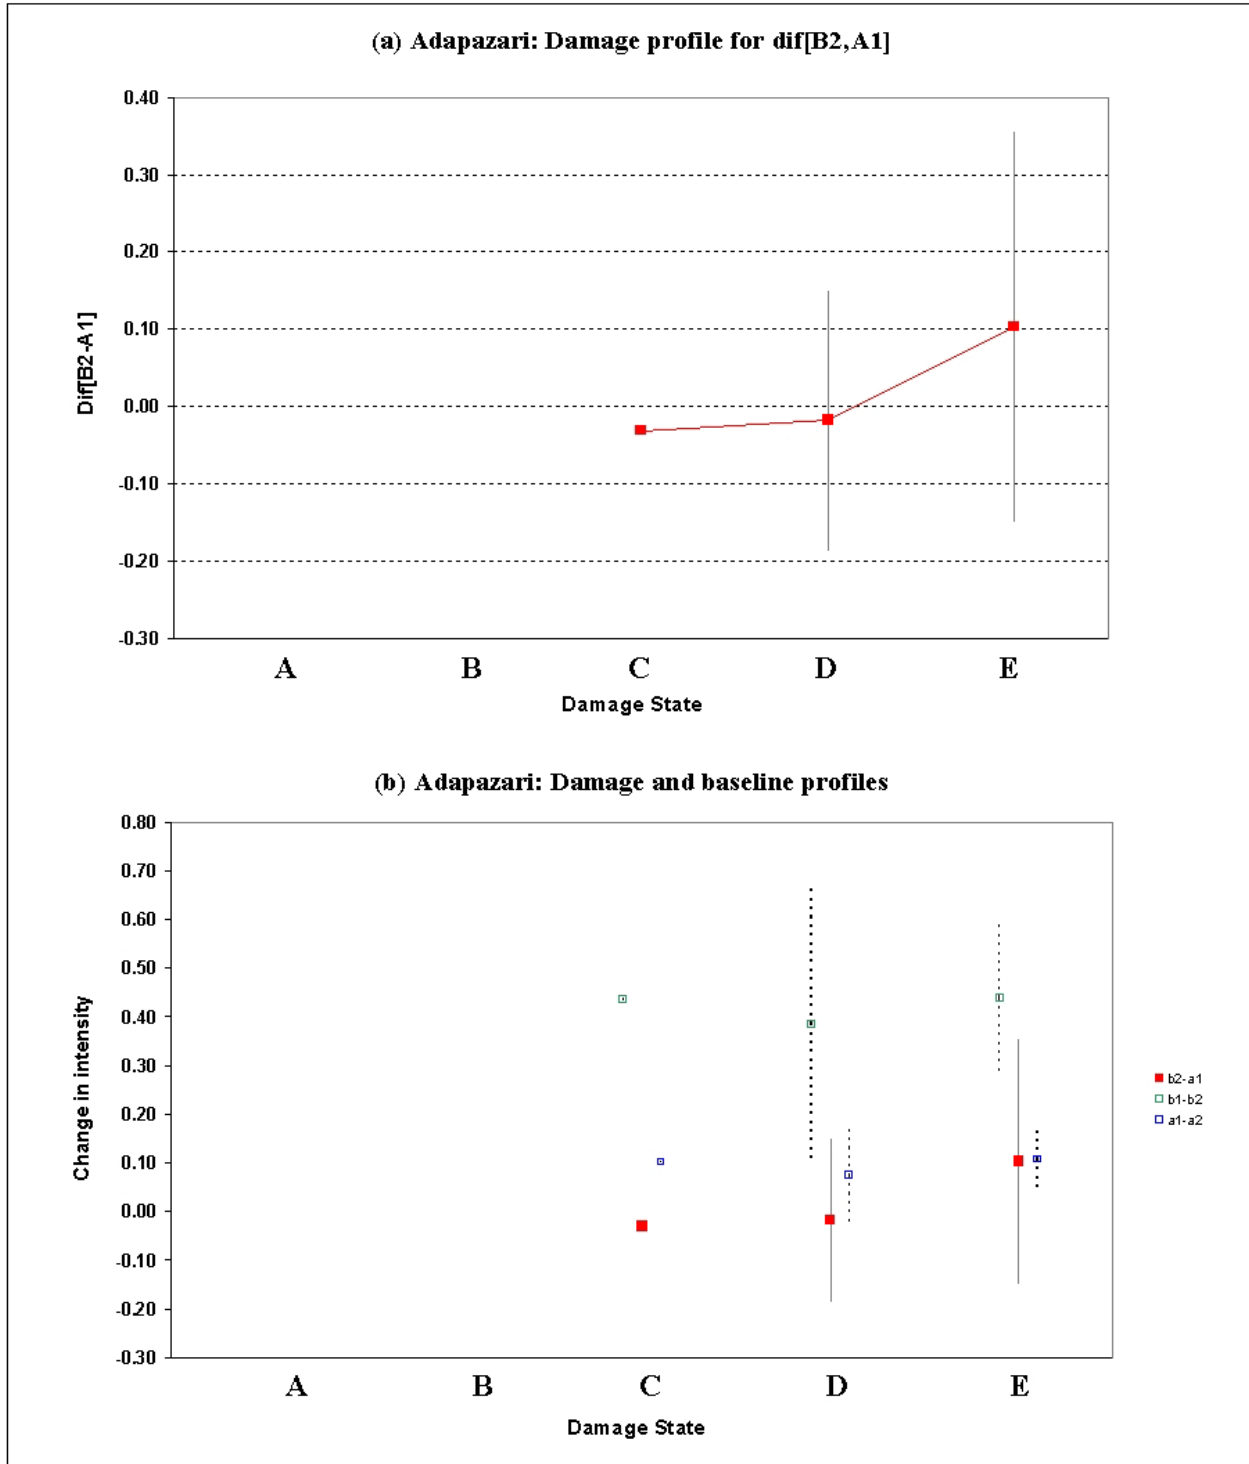 (a) Adapazari: Damage profile for dif[B2,A1]
0.40
0.30
0.20
0.10
0.00
-0.10
-0.20
-0.30
Dif[B2-A1]
A B C D E
Damage State
(b) Adapazari: Damage and baseline profiles
0.80
0.70
0.60
0.50
0.40
0.30
0.20
0.10
0.00
-0.10
-0.20
-0.30
Change in intensity
b2-a1
b1-b2
a1-a2
A B C D E
Damage State